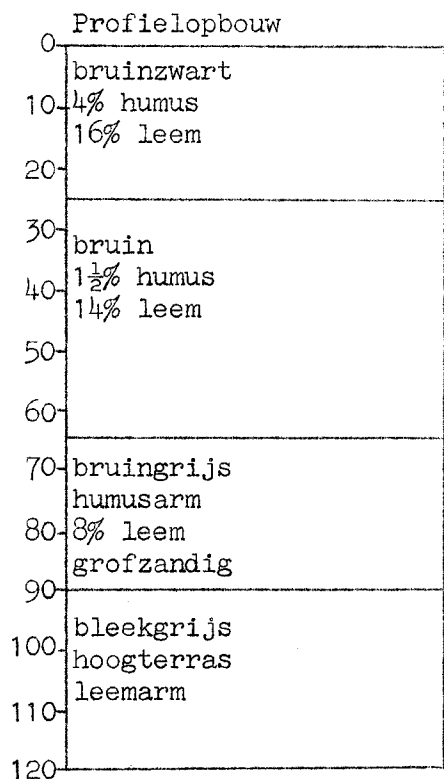 Profielopbouw
0
bruinzwart
10 4% humus
16% leem
20
30
bruin
1½% humus
40
14% leem
50
60
70 bruingrijs
humusarm
80 8% leem
grofzandig
90
bleekgrijs
100
hoogterras
leemarm
110
120